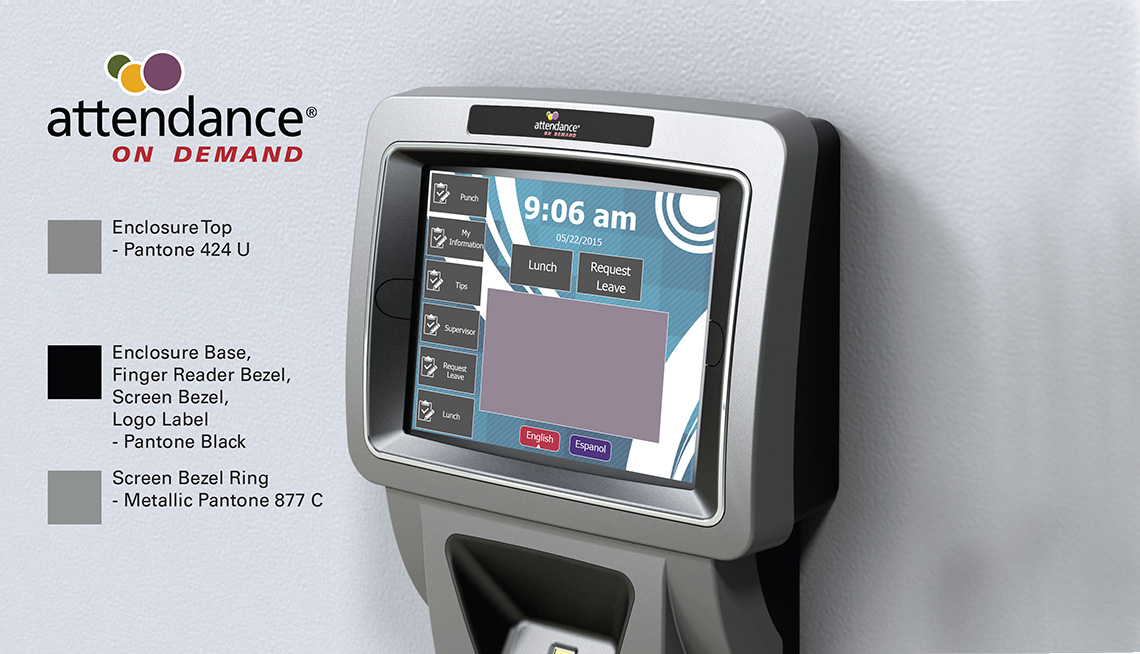 attendance®
ON DEMAND
Enclosure Top
- Pantone 424 U
Enclosure Base,
Finger Reader Bezel,
Screen Bezel,
Logo Label
- Pantone Black
Screen Bezel Ring
- Metallic Pantone 877 C
attendance®
ON DEMAND
9:06 am
05/22/2015
Lunch
Request
Leave
Punch
My
Information
Tips
Supervisor
Request
Leave
Lunch
English
Espanol